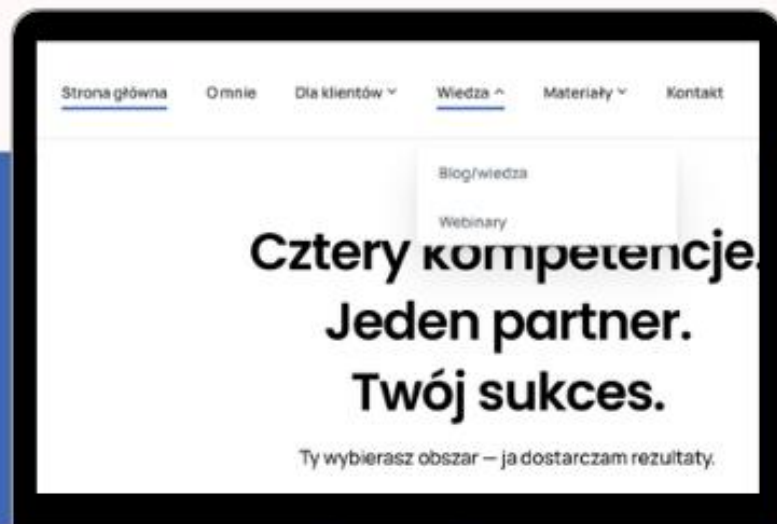 Strona główna O mnie Dla klientów Wiedza Materiały Kontakt
Blog/wiedza
Webinary
Cztery kompetencje.
Jeden partner.
Twój sukces.
Ty wybierasz obszar — ja dostarczam rezultaty.